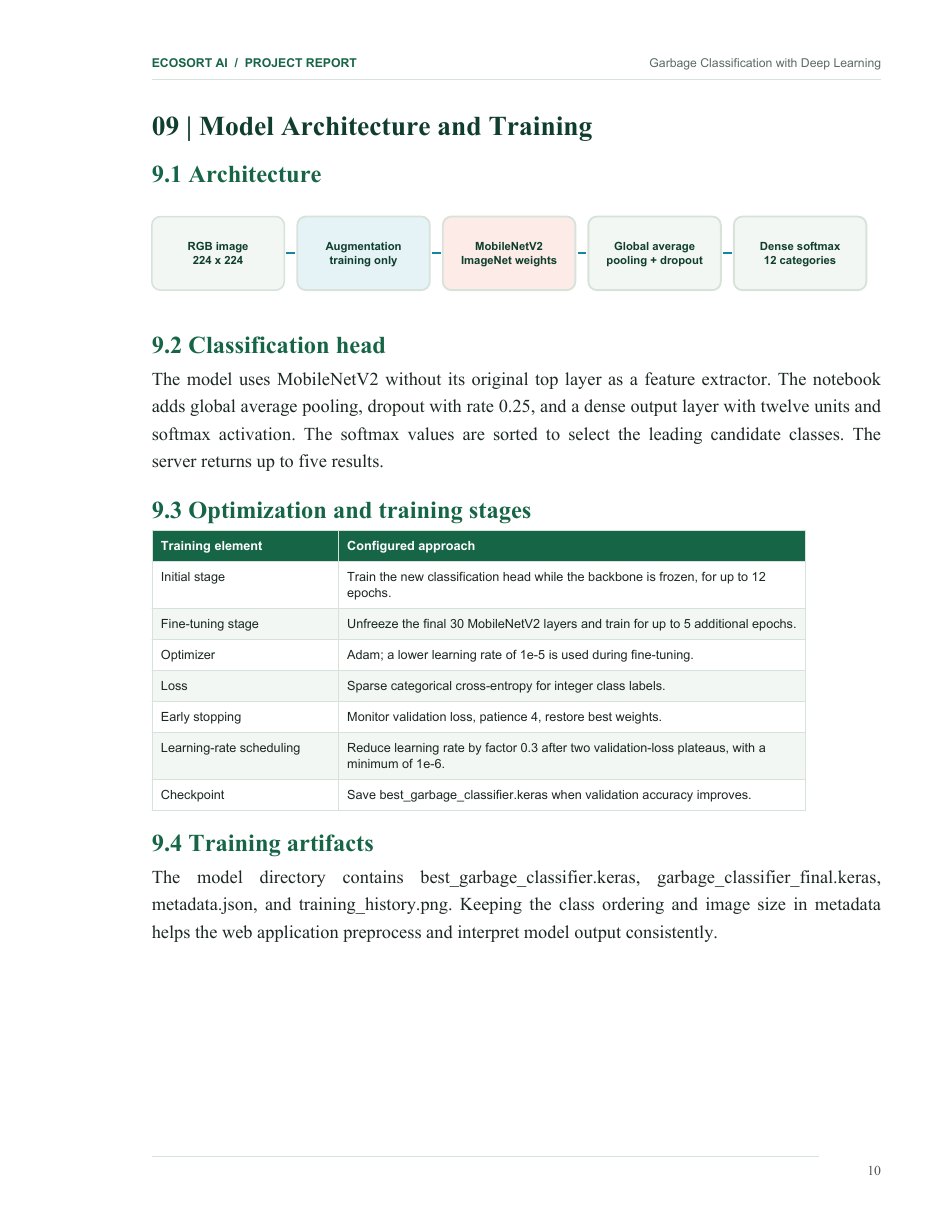 ECOSORT AI / PROJECT REPORT
Garbage Classification with Deep Learning
09 | Model Architecture and Training
9.1 Architecture
RGB image
224 x 224
Augmentation
training only
MobileNetV2
ImageNet weights
Global average
pooling + dropout
Dense softmax
12 categories
9.2 Classification head
The model uses MobileNetV2 without its original top layer as a feature extractor. The notebook
adds global average pooling, dropout with rate 0.25, and a dense output layer with twelve units and
softmax activation. The softmax values are sorted to select the leading candidate classes. The
server returns up to five results.
9.3 Optimization and training stages
Training element
Configured approach
Initial stage
Train the new classification head while the backbone is frozen, for up to 12
epochs.
Fine-tuning stage
Unfreeze the final 30 MobileNetV2 layers and train for up to 5 additional epochs.
Optimizer
Adam; a lower learning rate of 1e-5 is used during fine-tuning.
Loss
Sparse categorical cross-entropy for integer class labels.
Early stopping
Monitor validation loss, patience 4, restore best weights.
Learning-rate scheduling
Reduce learning rate by factor 0.3 after two validation-loss plateaus, with a
minimum of 1e-6.
Checkpoint
Save best_garbage_classifier.keras when validation accuracy improves.
9.4 Training artifacts
The model directory contains best_garbage_classifier.keras, garbage_classifier_final.keras,
metadata.json, and training_history.png. Keeping the class ordering and image size in metadata
helps the web application preprocess and interpret model output consistently.
10